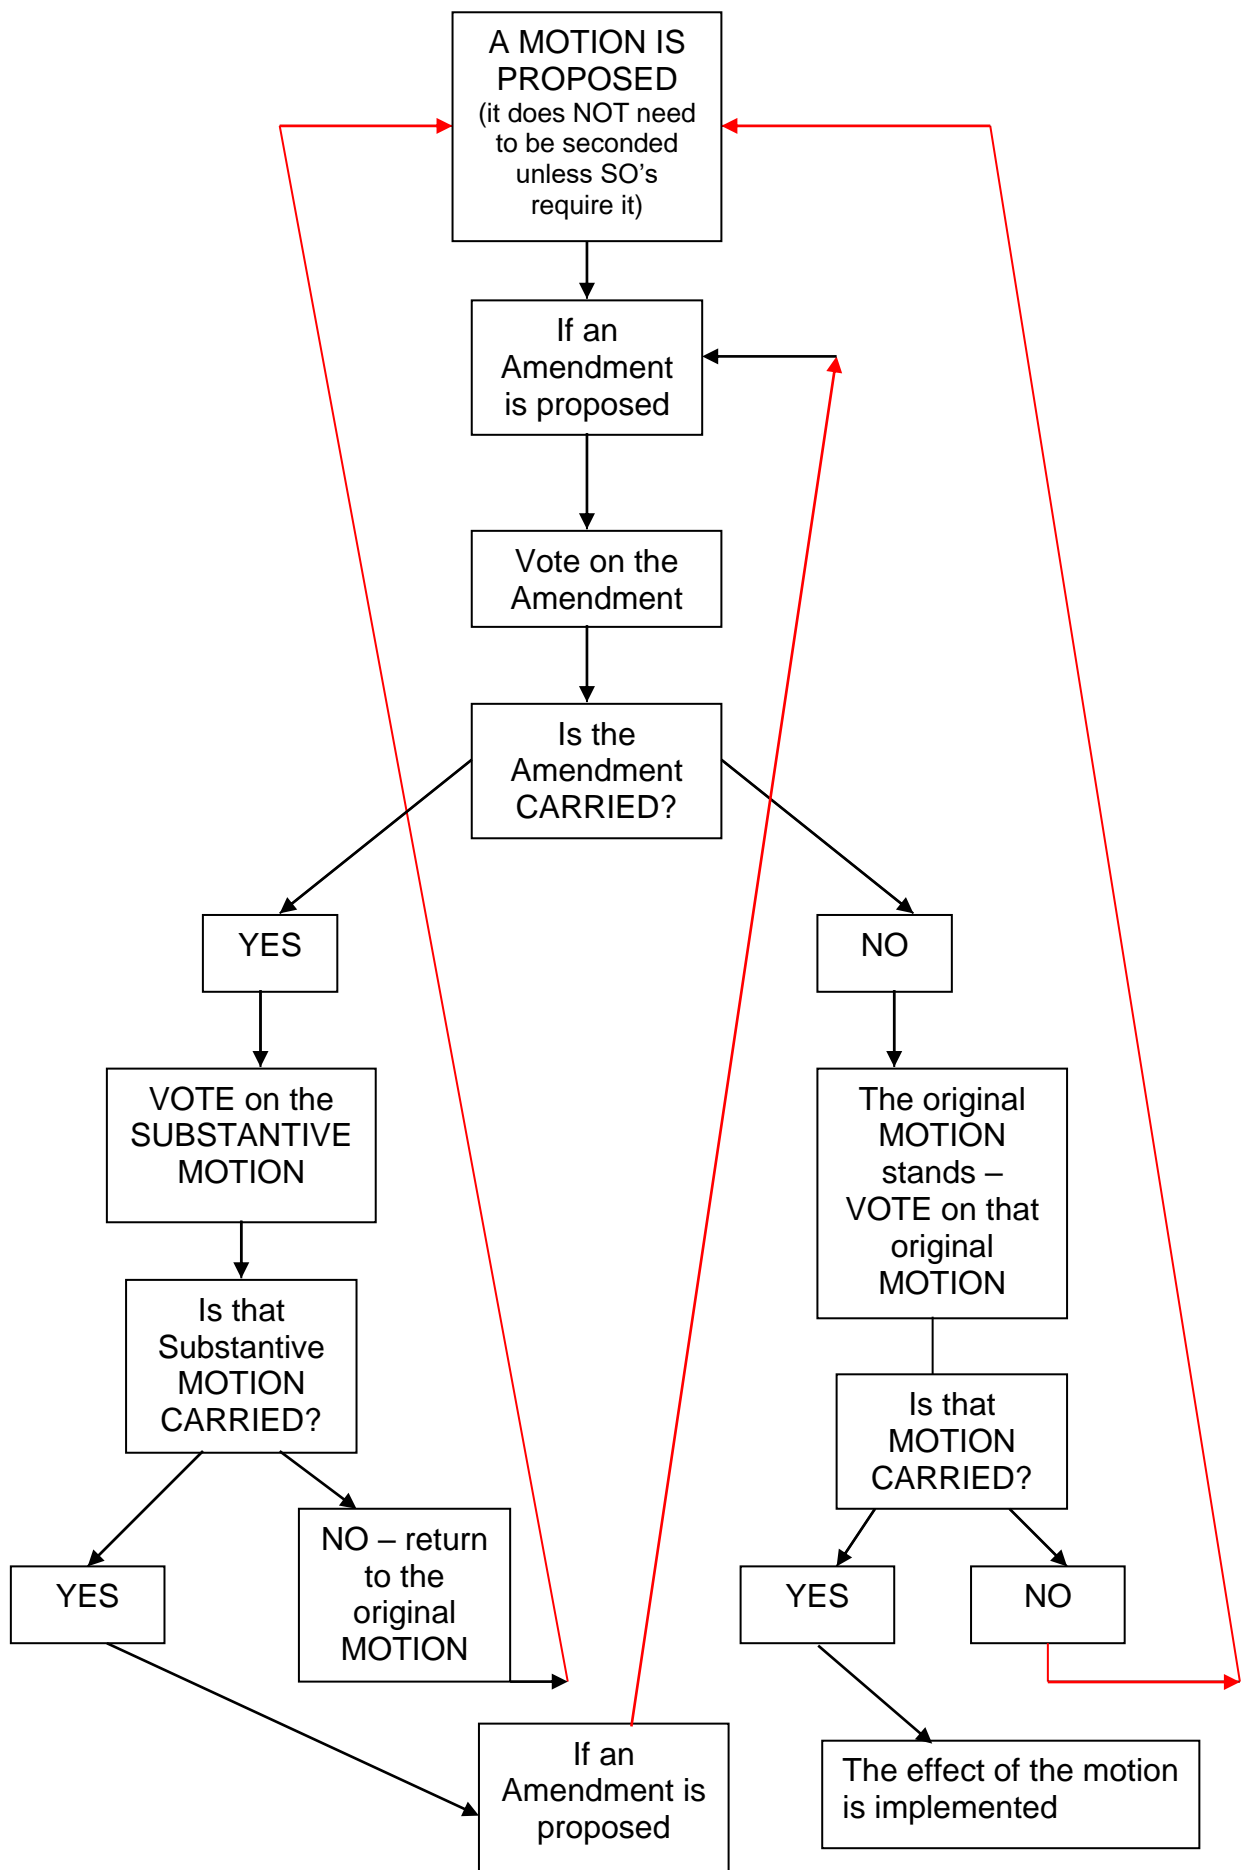 A MOTION IS
PROPOSED
(it does NOT need
to be seconded
unless SO’s
require it)
If an
Amendment
is proposed
Vote on the
Amendment
Is the
Amendment
CARRIED?
YES
NO
VOTE on the
SUBSTANTIVE
MOTION
The original
MOTION
stands –
VOTE on that
original
MOTION
Is that
Substantive
MOTION
CARRIED?
Is that
MOTION
CARRIED?
YES
NO – return
to the
original
MOTION
YES
NO
If an
Amendment is
proposed
The effect of the motion
is implemented